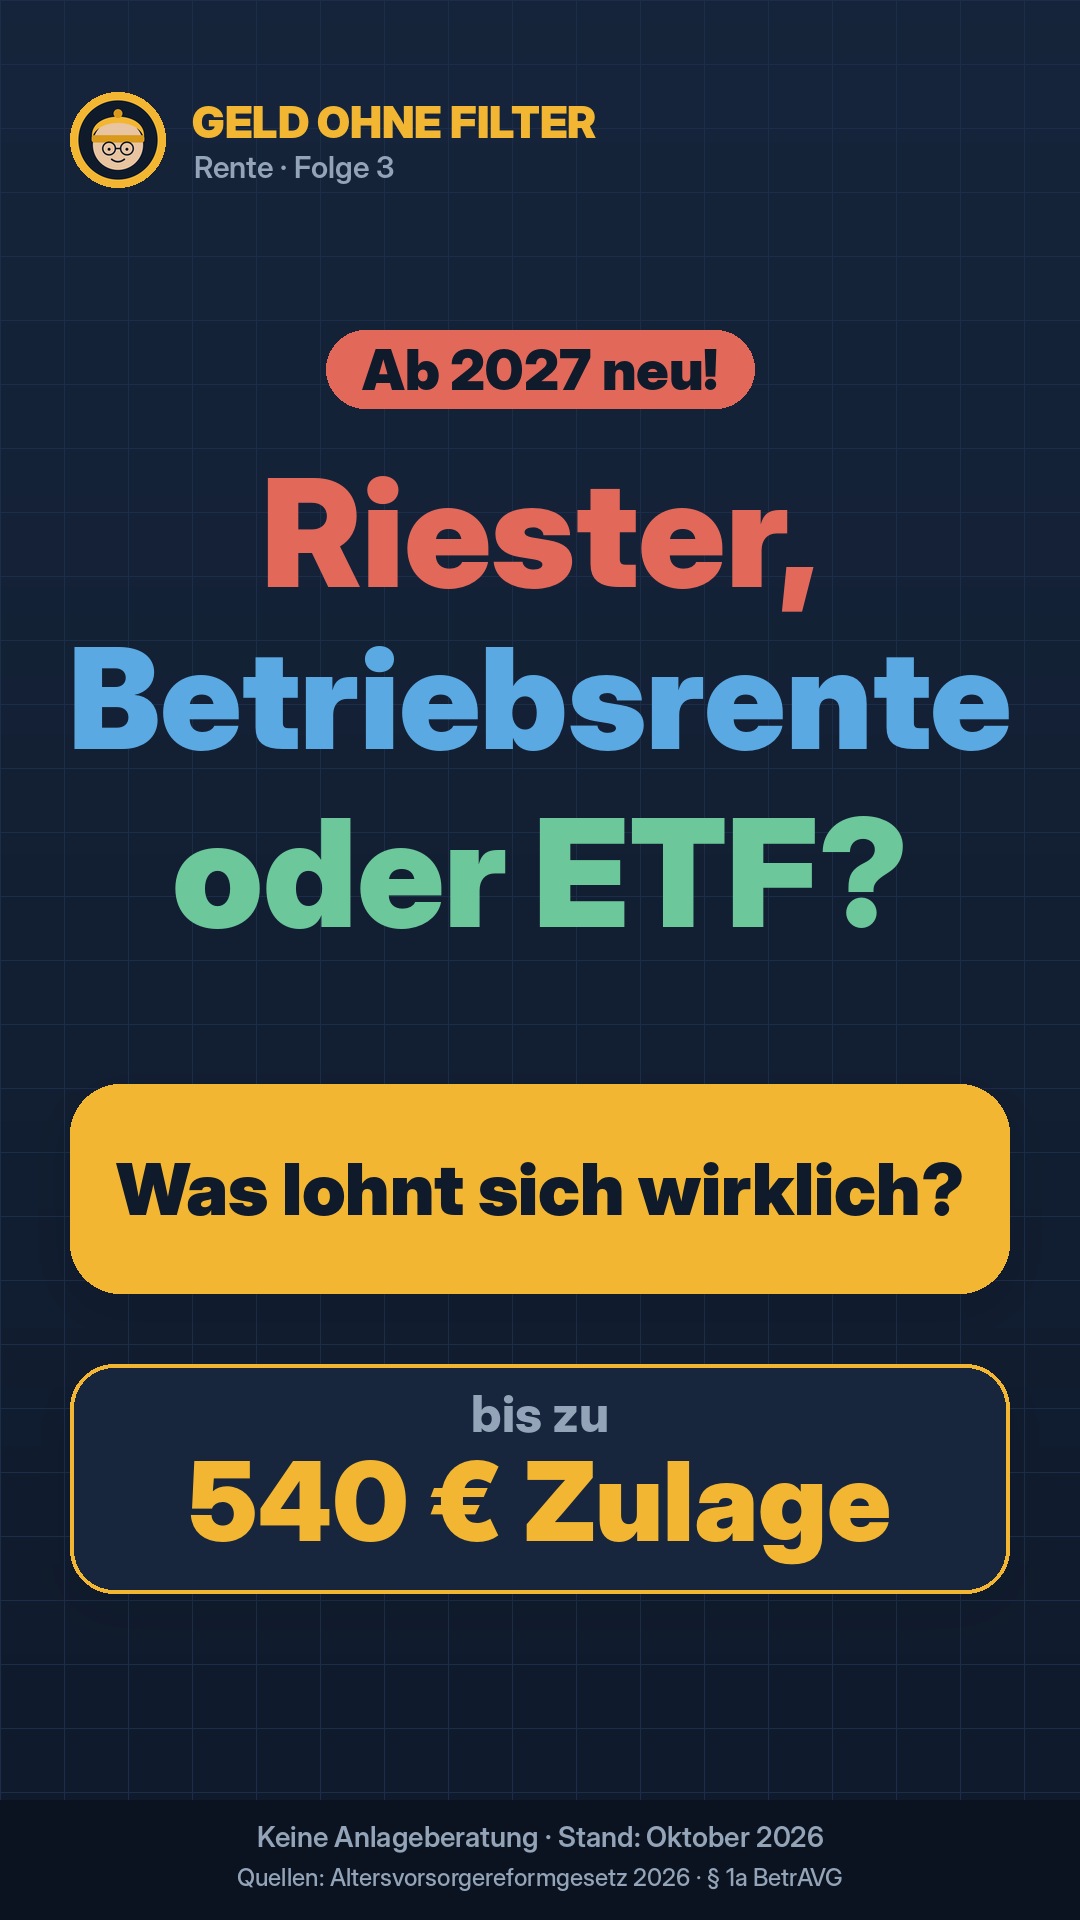 GELD OHNE FILTER
Rente · Folge 3
Ab 2027 neu!
Riester,
Betriebsrente
oder ETF?
Was lohnt sich wirklich?
bis zu
540 € Zulage
Keine Anlageberatung · Stand: Oktober 2026
Quellen: Altersvorsorgereformgesetz 2026 · § 1a BetrAVG